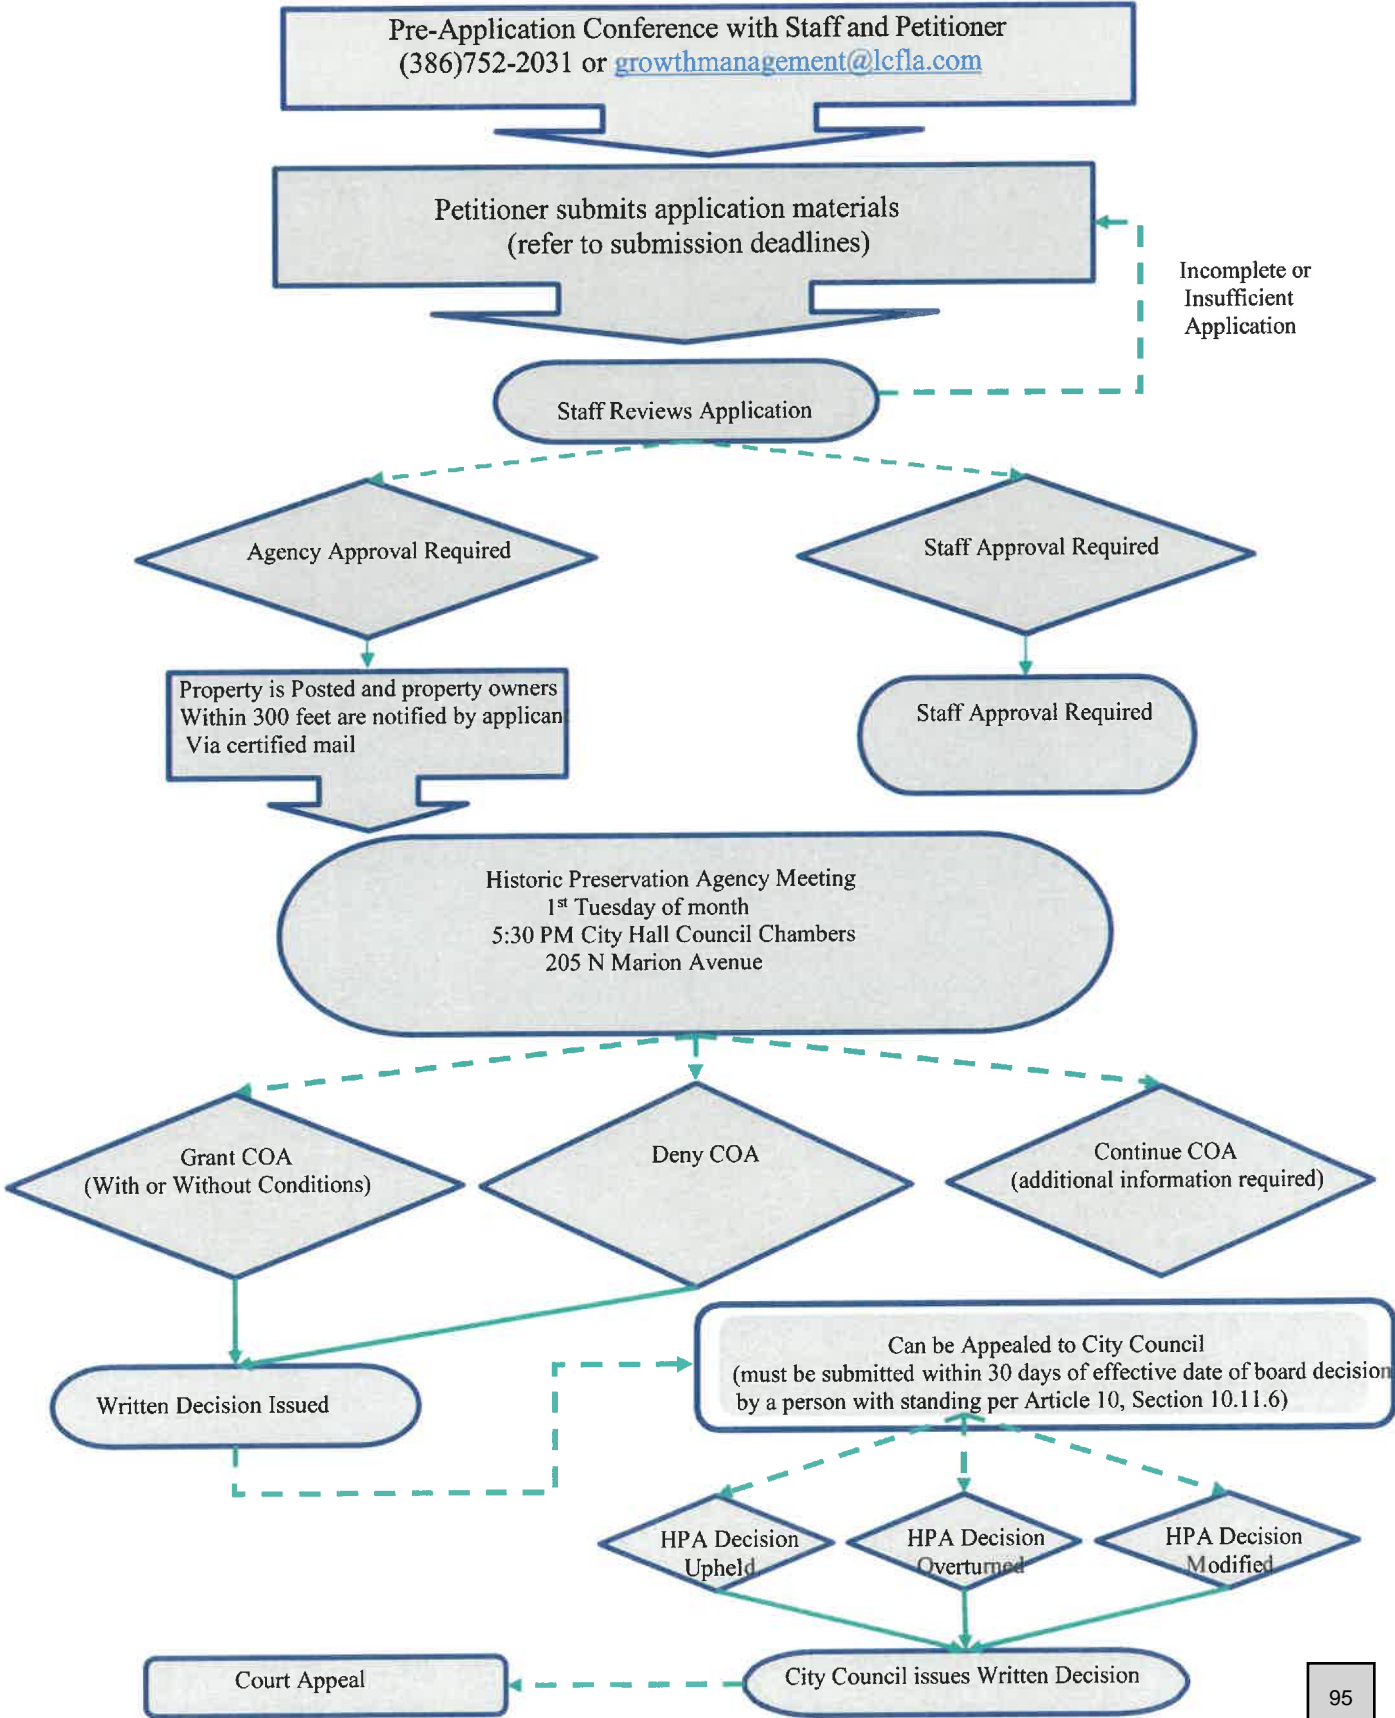 Pre-Application Conference with Staff and Petitioner
(386)752-2031 or growthmanagement@lcfla.com
Petitioner submits application materials
(refer to submission deadlines)
Incomplete or
Insufficient
Application
Staff Reviews Application
Agency Approval Required
Staff Approval Required
Property is Posted and property owners
Within 300 feet are notified by applicant
Via certified mail
Staff Approval Required
Historic Preservation Agency Meeting
1st Tuesday of month
5:30 PM City Hall Council Chambers
205 N Marion Avenue
Grant COA
(With or Without Conditions)
Deny COA
Continue COA
(additional information required)
Written Decision Issued
Can be Appealed to City Council
(must be submitted within 30 days of effective date of board decision
by a person with standing per Article 10, Section 10.11.6)
HPA Decision
Upheld
HPA Decision
Overturned
HPA Decision
Modified
Court Appeal
City Council issues Written Decision
95